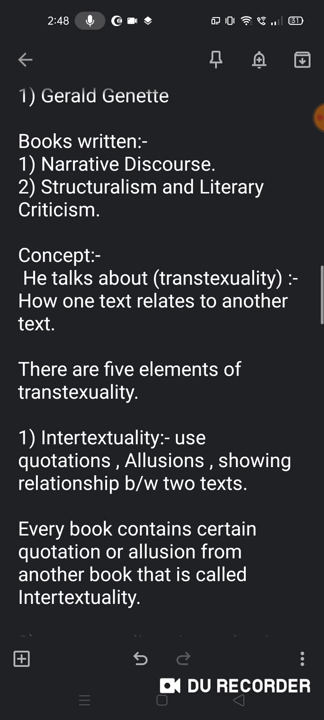 2:48
81
1) Gerald Genette
Books written:-
1) Narrative Discourse.
2) Structuralism and Literary
Criticism.
Concept:-
He talks about (transtexuality) :-
How one text relates to another
text.
There are five elements of
transtexuality.
1) Intertextuality:- use
quotations , Allusions , showing
relationship b/w two texts.
Every book contains certain
quotation or allusion from
another book that is called
Intertextuality.
DU RECORDER